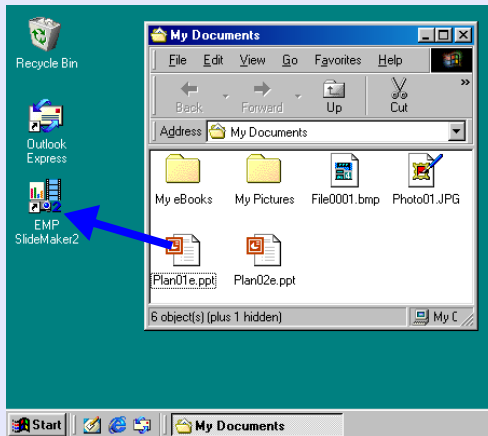 Recycle Bin
Outlook
Express
EMP
SlideMaker2
My Documents
File Edit View Go Favorites Help
Back Forward Up Cut »
Address My Documents
My eBooks My Pictures File0001.bmp Photo01.JPG
Plan01e.ppt Plan02e.ppt
6 object(s) (plus 1 hidden) My C
Start My Documents